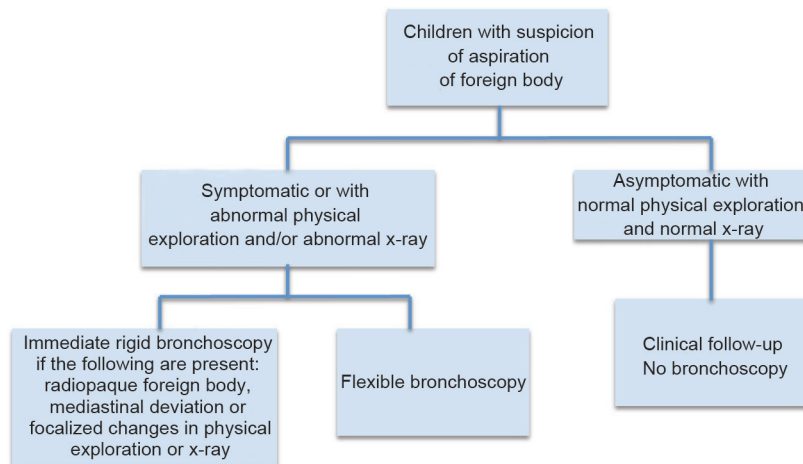 Children with suspicion
of aspiration
of foreign body
Symptomatic or with
abnormal physical
exploration and/or abnormal x-ray
Asymptomatic with
normal physical exploration
and normal x-ray
Immediate rigid bronchoscopy
if the following are present:
radiopaque foreign body,
mediastinal deviation or
focalized changes in physical
exploration or x-ray
Flexible bronchoscopy
Clinical follow-up
No bronchoscopy